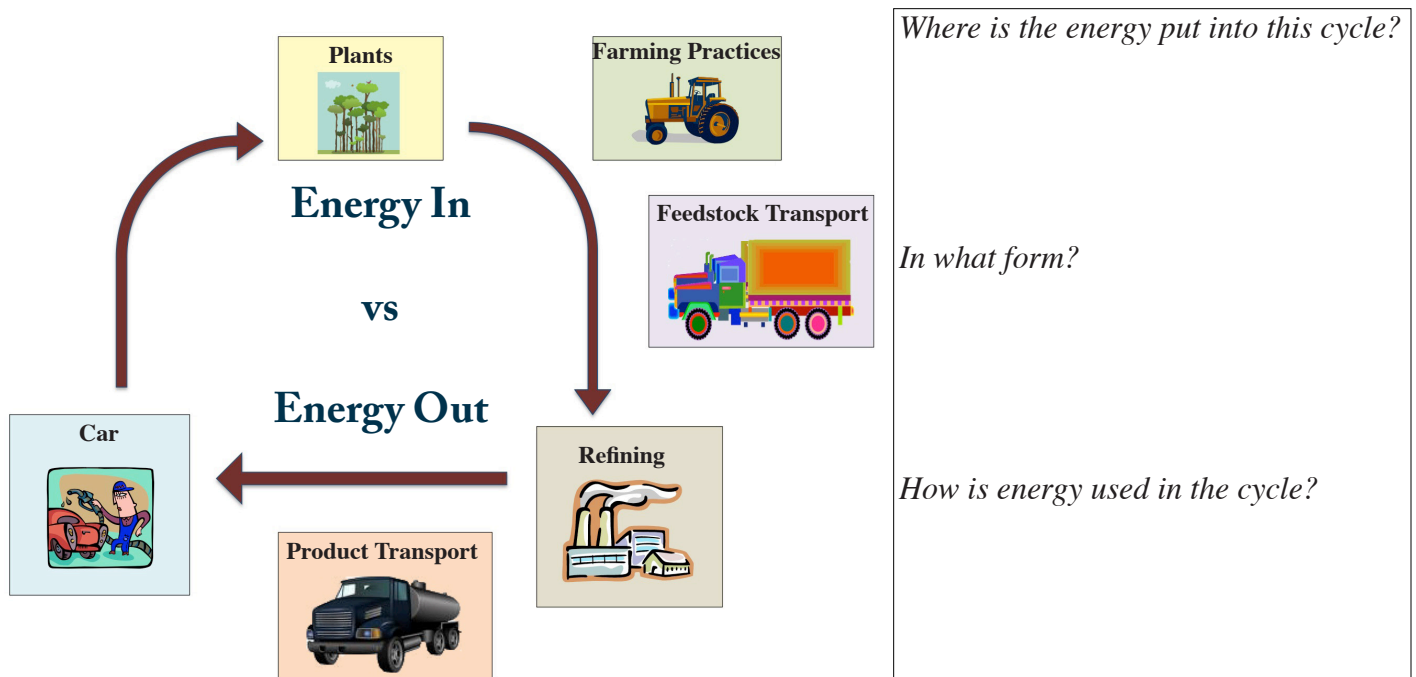 Plants
Farming Practices
Energy In
vs
Energy Out
Feedstock Transport
Car
Refining
Product Transport
Where is the energy put into this cycle?
In what form?
How is energy used in the cycle?